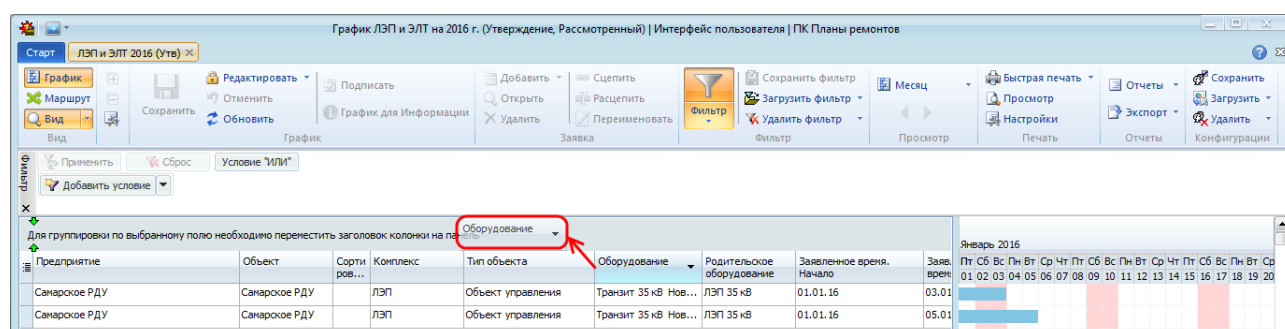 График ЛЭП и ЭЛТ на 2016 г. (Утверждение, Рассмотренный) | Интерфейс пользователя | ПК Планы ремонтов
Старт ЛЭП и ЭЛТ 2016 (Утв)
График Редактировать Подписать Добавить Сцепить Фильтр Сохранить фильтр Месяц Быстрая печать Отчеты Сохранить
Маршрут Сохранить Отменить График для Информации Открыть Расцепить Загрузить фильтр Просмотр Экспорт Загрузить
Вид Обновить Удалить Переименовать Удалить фильтр Настройки Удалить
Вид График Заявка Фильтр Просмотр Печать Отчеты Конфигурации
Фильтр Применить Сброс Условие "ИЛИ"
Добавить условие
Для группировки по выбранному полю необходимо переместить заголовок колонки на панель Оборудование
Январь 2016
Предприятие Объект Сорти Комплекс Тип объекта Оборудование Родительское Заявленное время. Заяв. Пт Сб Вс Пн Вт Ср Чт Пт Сб Вс Пн Вт Ср Чт Пт Сб Вс Пн Вт Ср
ров... оборудование Начало врем 01 02 03 04 05 06 07 08 09 10 11 12 13 14 15 16 17 18 19 20
Самарское РДУ Самарское РДУ ЛЭП Объект управления Транзит 35 кВ Нов... ЛЭП 35 кВ 01.01.16 03.01
Самарское РДУ Самарское РДУ ЛЭП Объект управления Транзит 35 кВ Нов... ЛЭП 35 кВ 01.01.16 05.01